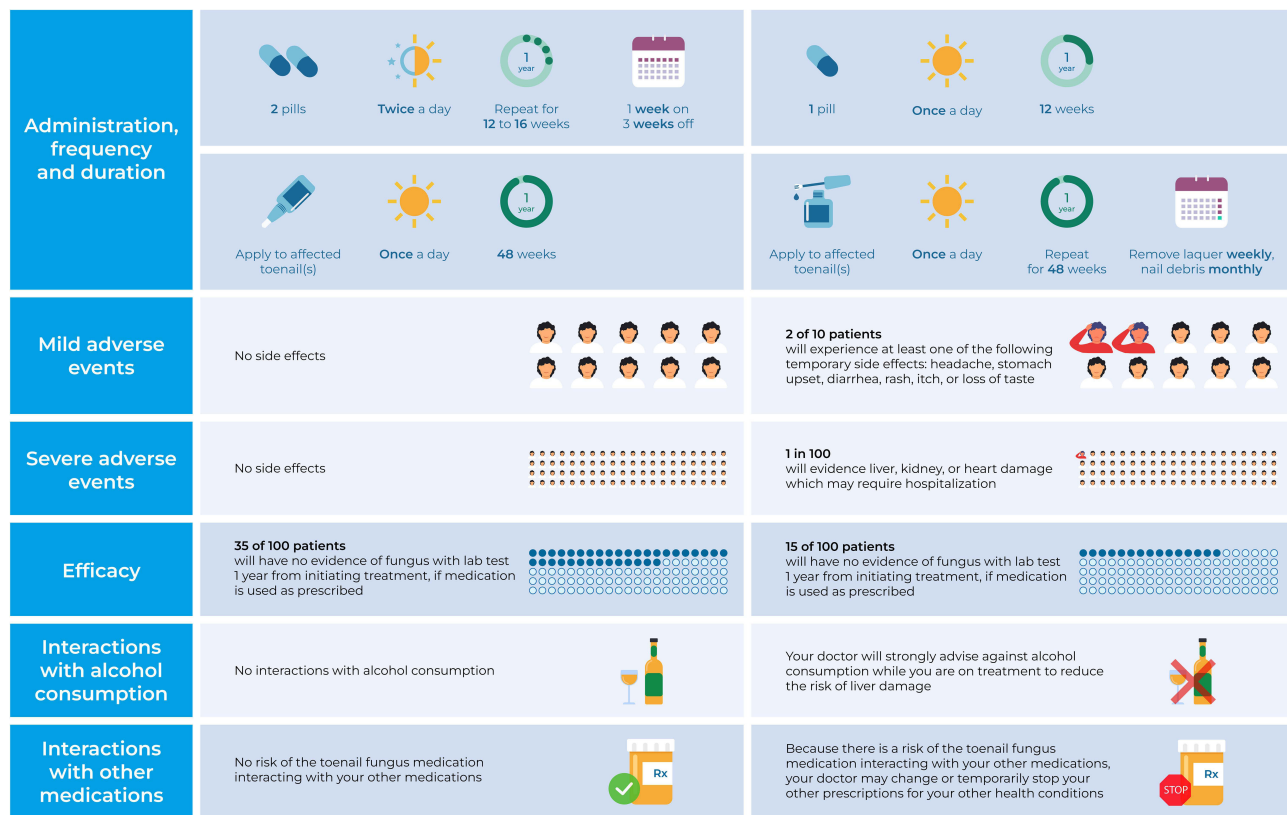 Administration,
frequency
and duration
1
year
2 pills
Twice a day
Repeat for
12 to 16 weeks
1 week on
3 weeks off
1
year
1 pill
Once a day
12 weeks
1
year
Apply to affected
toenail(s)
Once a day
48 weeks
1
year
Apply to affected
toenail(s)
Once a day
Repeat
for 48 weeks
Remove laquer weekly,
nail debris monthly
Mild adverse
events
No side effects
2 of 10 patients
will experience at least one of the following
temporary side effects: headache, stomach
upset, diarrhea, rash, itch, or loss of taste
Severe adverse
events
No side effects
1 in 100
will evidence liver, kidney, or heart damage
which may require hospitalization
Efficacy
35 of 100 patients
will have no evidence of fungus with lab test
1 year from initiating treatment, if medication
is used as prescribed
15 of 100 patients
will have no evidence of fungus with lab test
1 year from initiating treatment, if medication
is used as prescribed
Interactions
with alcohol
consumption
No interactions with alcohol consumption
Your doctor will strongly advise against alcohol
consumption while you are on treatment to reduce
the risk of liver damage
Interactions
with other
medications
No risk of the toenail fungus medication
interacting with your other medications
Rx
Because there is a risk of the toenail fungus
medication interacting with your other medications,
your doctor may change or temporarily stop your
other prescriptions for your other health conditions
Rx
STOP